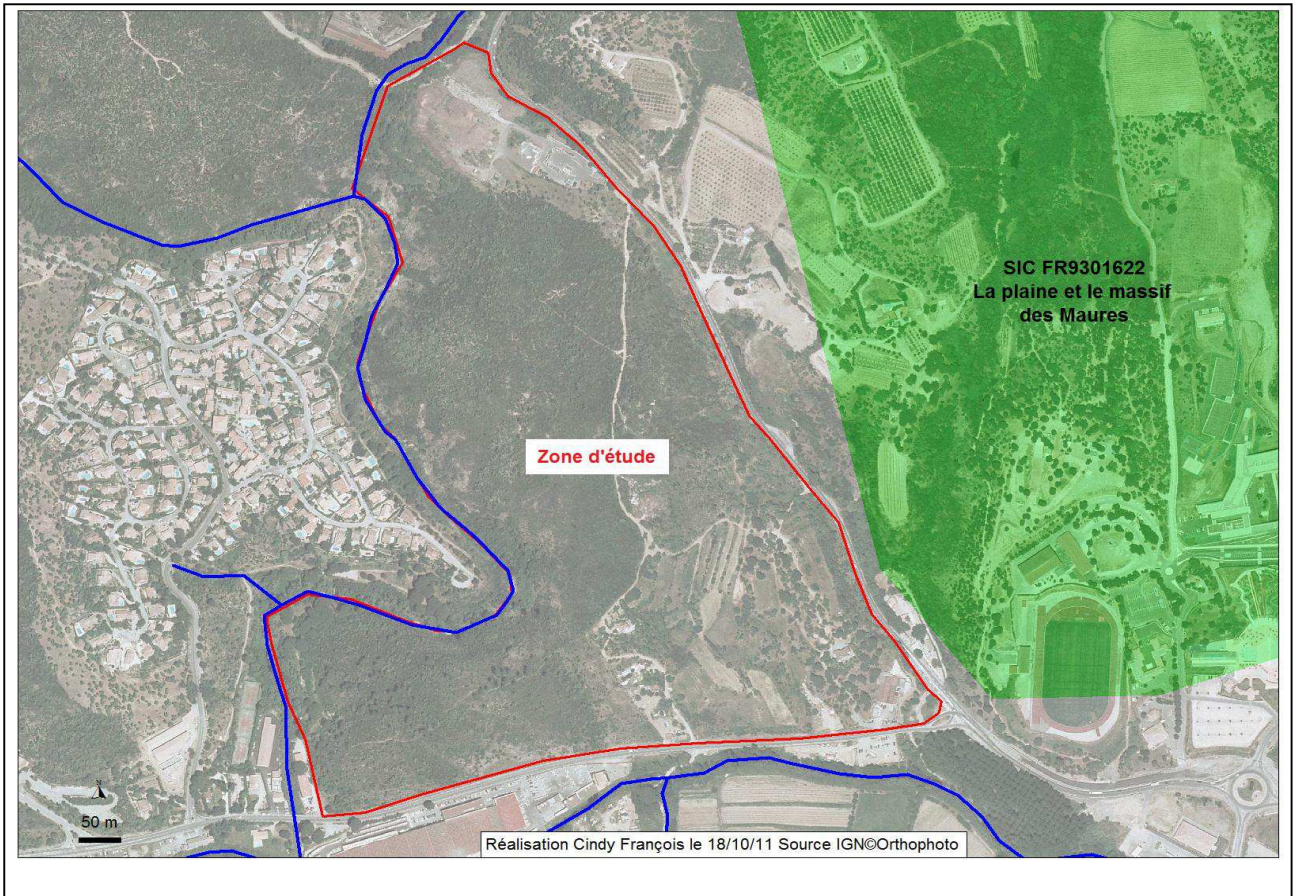 SIC FR9301622
La plaine et le massif
des Maures
Zone d'étude
N
50 m
Réalisation Cindy François le 18/10/11 Source IGN©Orthophoto